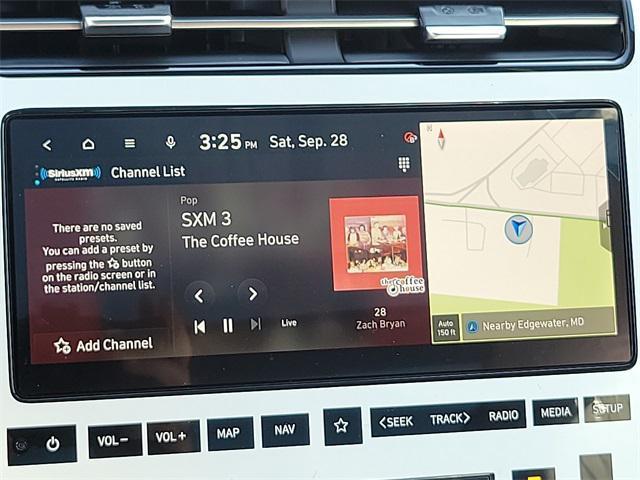 3:25 PM Sat, Sep. 28
SiriusXM
SATELLITE RADIO
Channel List
There are no saved
presets.
You can add a preset by
pressing the button
on the radio screen or in
the station/channel list.
Add Channel
Pop
SXM 3
The Coffee House
Live
the coffee
house
28
Zach Bryan
N
Auto
150 ft
Nearby Edgewater, MD
VOL-
VOL+
MAP
NAV
<SEEK
TRACK>
RADIO
MEDIA
SETUP